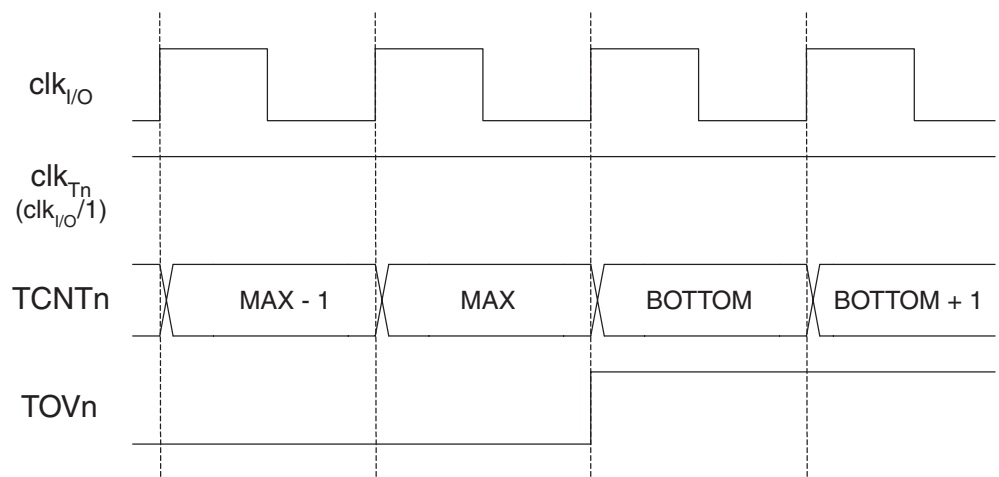 clkI/O
clkTn
(clkI/O/1)
TCNTn MAX - 1 MAX BOTTOM BOTTOM + 1
TOVn